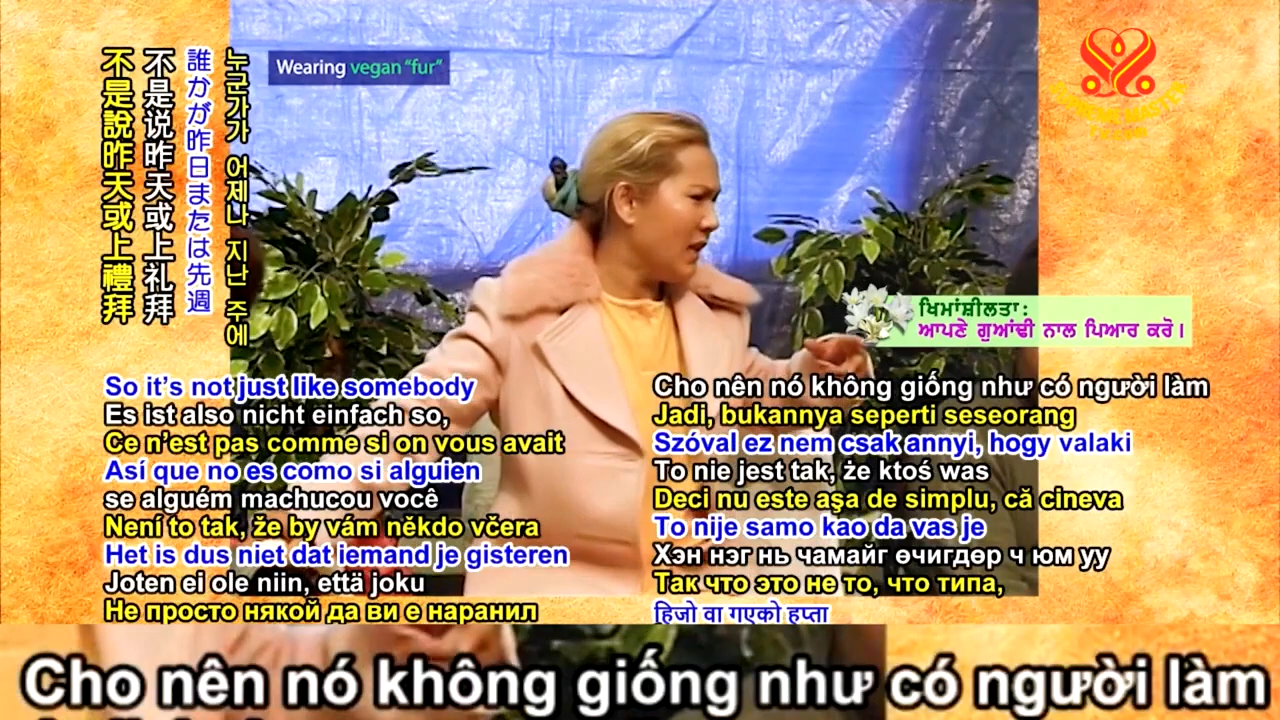 Wearing vegan “fur”
SUPREME MASTER
누군가가 어제나 지난 주에
誰かが昨日または先週
不是说昨天或上礼拜
不是說昨天或上禮拜
ਖਿਮਾਂਸ਼ੀਲਤਾ:
ਆਪਣੇ ਗੁਆਂਢੀ ਨਾਲ ਪਿਆਰ ਕਰੋ।
So it’s not just like somebody
Es ist also nicht einfach so,
Ce n’est pas comme si on vous avait
Así que no es como si alguien
se alguém machucou você
Není to tak, že by vám někdo včera
Het is dus niet dat iemand je gisteren
Joten ei ole niin, että joku
Не просто някой да ви е наранил
Cho nên nó không giống như có người làm
Jadi, bukannya seperti seseorang
Szóval ez nem csak annyi, hogy valaki
To nie jest tak, że ktoś was
Deci nu este aşa de simplu, că cineva
To nije samo kao da vas je
Хэн нэг нь чамайг өчигдөр ч юм уу
Так что это не то, что типа,
हिजो वा गएको हप्ता
Cho nên nó không giống như có người làm